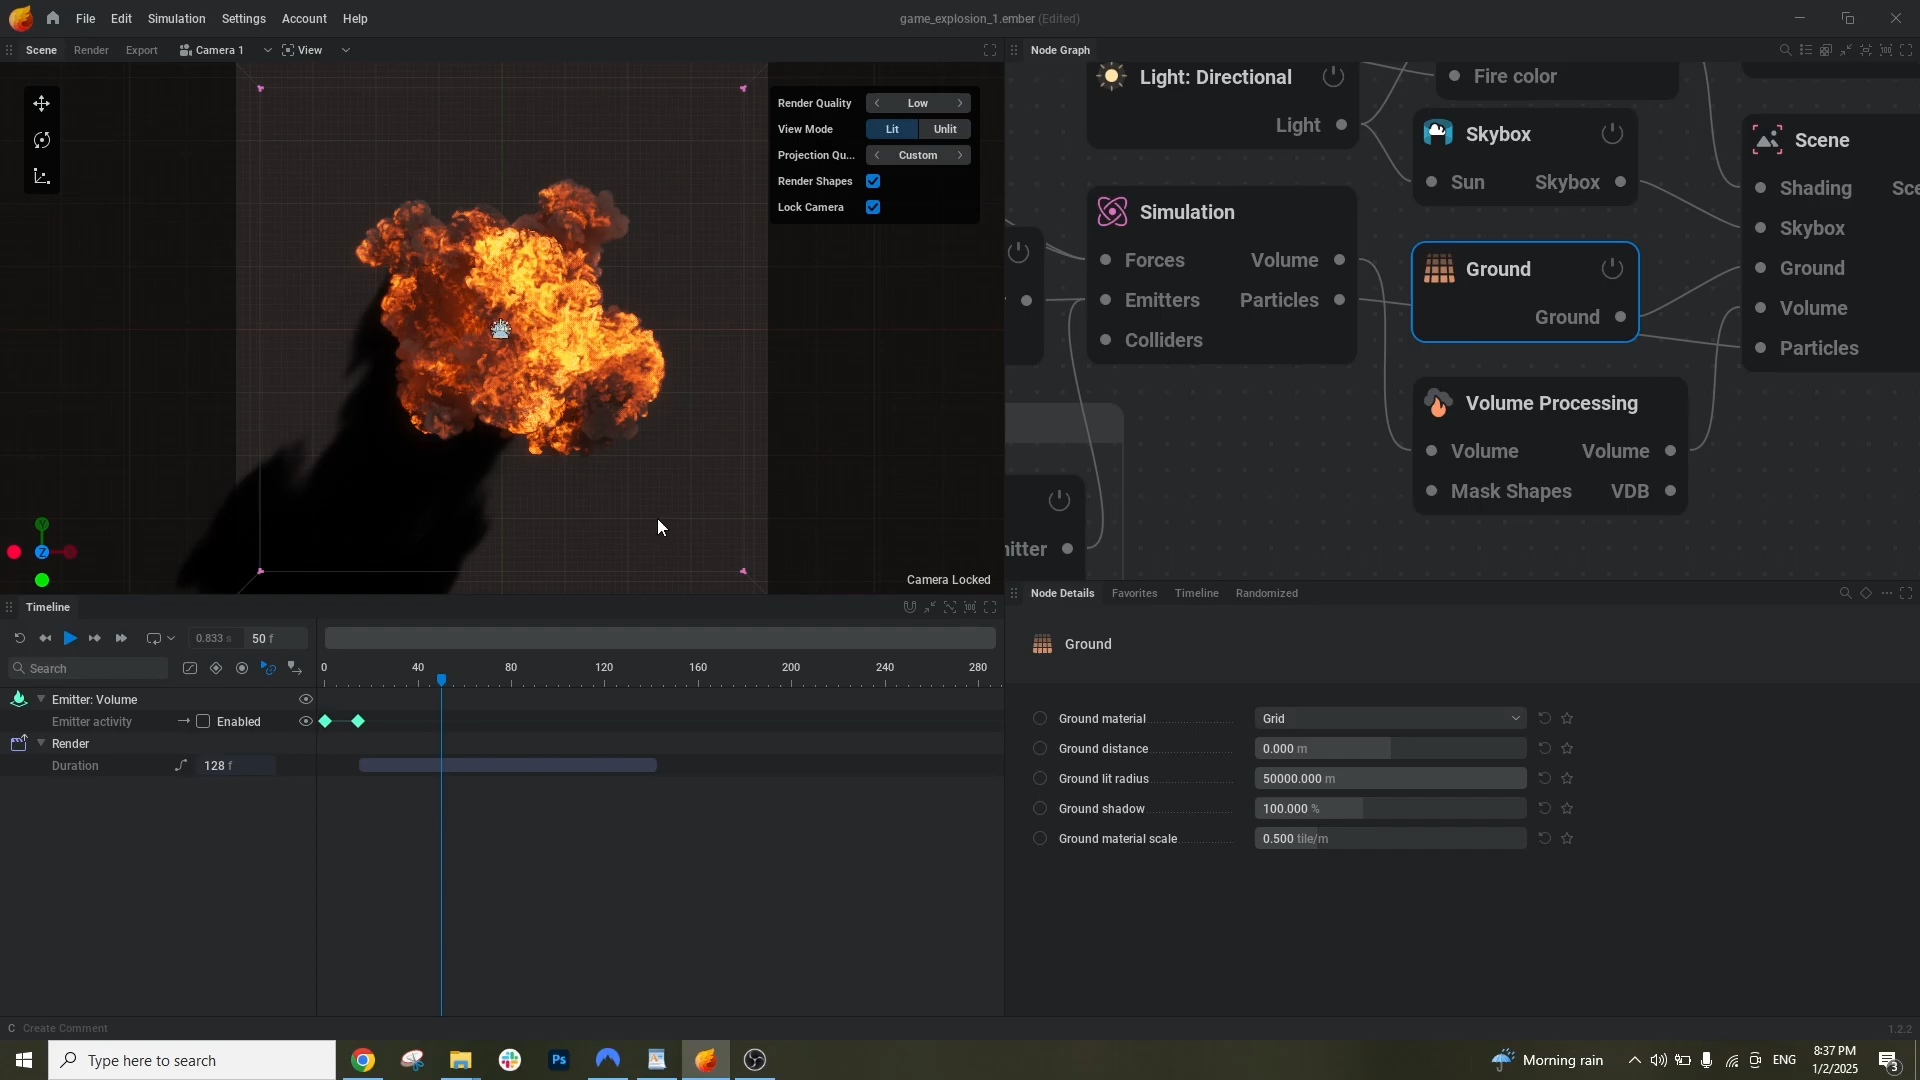 File Edit Simulation Settings Account Help
game_explosion_1.ember (Edited)
Scene Render Export Camera 1 View
Render Quality Low
View Mode Lit Unlit
Projection Qu... Custom
Render Shapes
Lock Camera
Y
Z
Camera Locked
Node Graph
Light: Directional
Light
Fire color
Skybox
Sun Skybox
Scene
Shading Sce
Skybox
Ground
Volume
Particles
Simulation
Forces Volume
Emitters Particles
Colliders
Ground
Ground
Volume Processing
Volume Volume
Mask Shapes VDB
nitter
Timeline
0.833 s 50 f
Search
0 40 80 120 160 200 240 280
Emitter: Volume
Emitter activity Enabled
Render
Duration 128 f
Node Details Favorites Timeline Randomized
Ground
Ground material Grid
Ground distance 0.000 m
Ground lit radius 50000.000 m
Ground shadow 100.000 %
Ground material scale 0.500 tile/m
C Create Comment
1.2.2
Type here to search
Ps
Morning rain
ENG
8:37 PM
1/2/2025
3